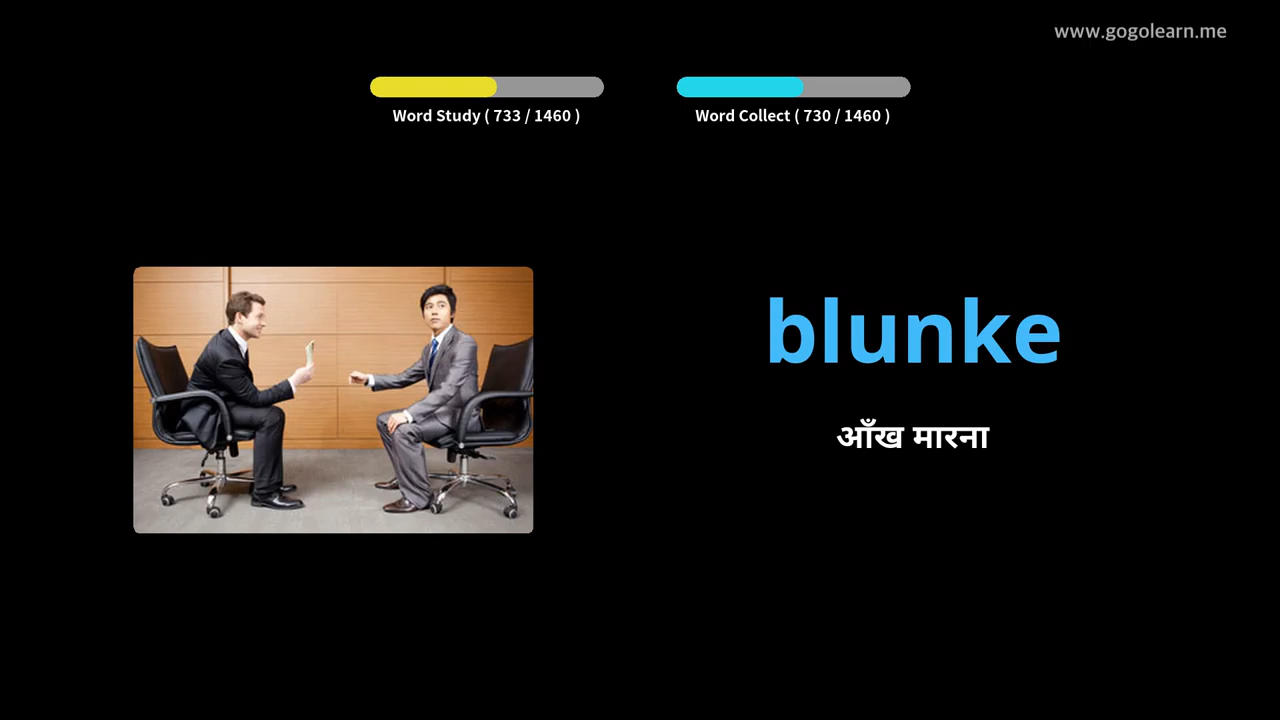 www.gogolearn.me
Word Study ( 733 / 1460 )
Word Collect ( 730 / 1460 )
blunke
आँख मारना